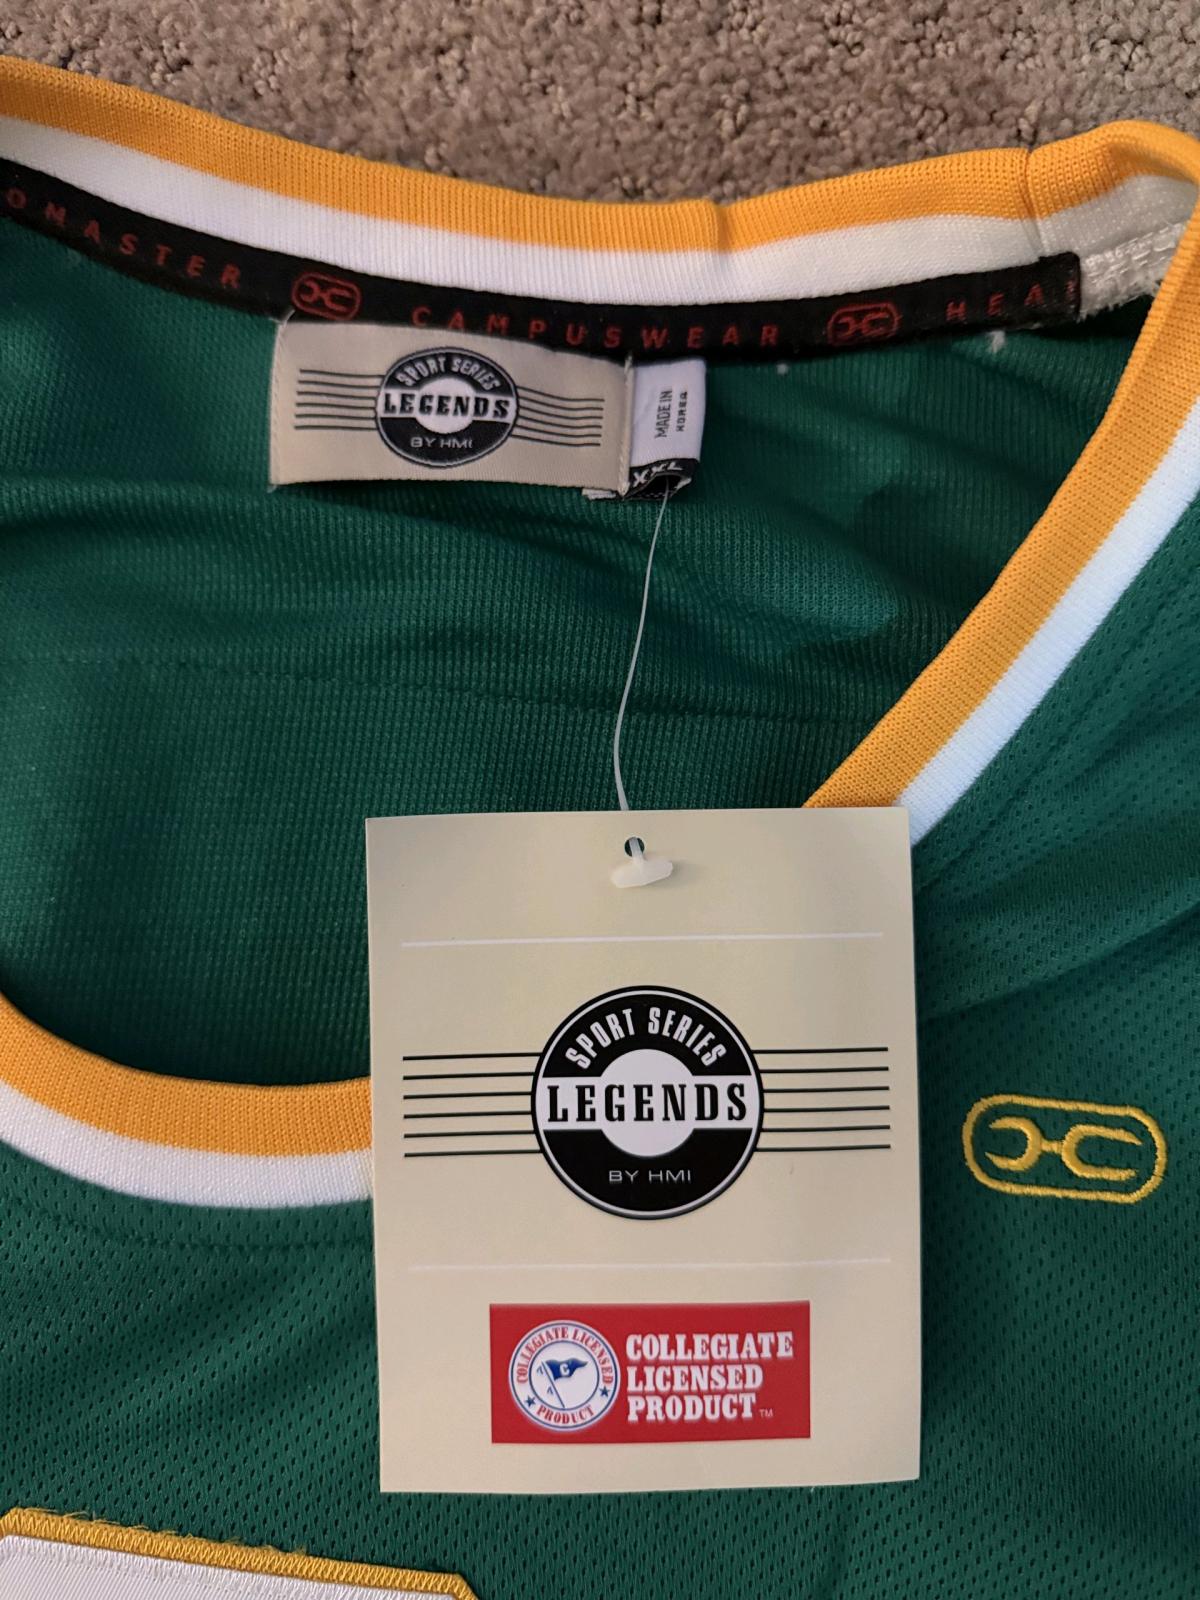 ONASTER CAMPUSWEAR HEA
SPORT SERIES
LEGENDS
BY HMI
MADE IN
KOREA
XXL
SPORT SERIES
LEGENDS
BY HMI
COLLEGIATE LICENSED
C
PRODUCT
COLLEGIATE
LICENSED
PRODUCT™